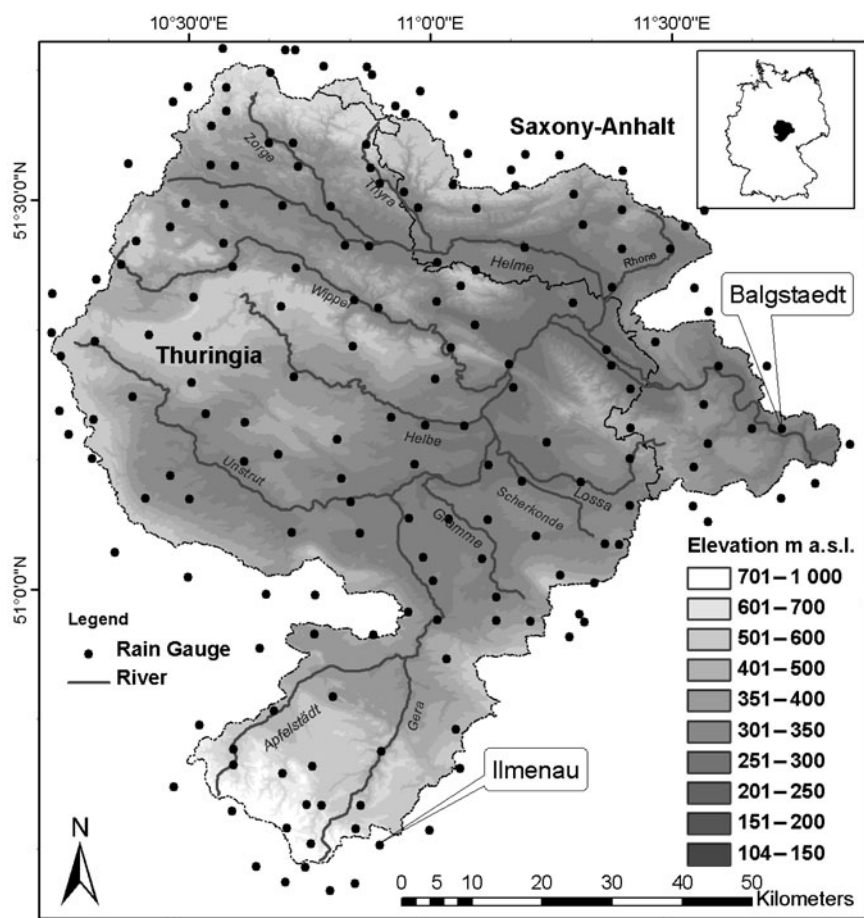 10°30'0"E
11°0'0"E
11°30'0"E
51°30'0"N
51°0'0"N
Saxony-Anhalt
Zorge
Thyra
Helme
Rhone
Wipper
Balgstaedt
Thuringia
Helbe
Unstrut
Scherkonde
Lossa
Gramme
Elevation m a.s.l.
701–1 000
601–700
501–600
401–500
351–400
301–350
251–300
201–250
151–200
104–150
Legend
Rain Gauge
River
Apfelstädt
Gera
Ilmenau
N
0 5 10 20 30 40 50
Kilometers